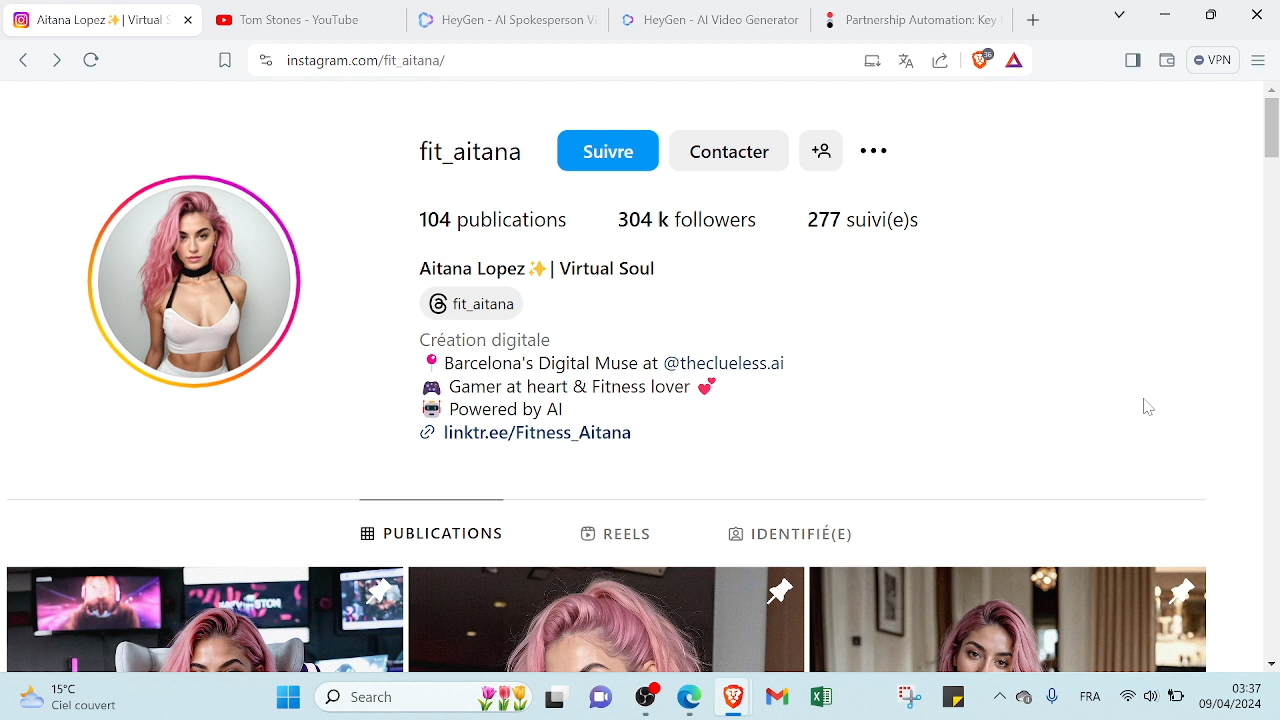 Aitana Lopez✨| Virtual S
Tom Stones - YouTube
HeyGen - AI Spokesperson Vi
HeyGen - AI Video Generator
Partnership Automation: Key
instagram.com/fit_aitana/
36
VPN
fit_aitana
Suivre
Contacter
104 publications
304 k followers
277 suivi(e)s
Aitana Lopez✨| Virtual Soul
fit_aitana
Création digitale
📍Barcelona's Digital Muse at @theclueless.ai
🎮 Gamer at heart & Fitness lover 💕
🤖 Powered by AI
linktr.ee/Fitness_Aitana
PUBLICATIONS
REELS
IDENTIFIÉ(E)
15°C
Ciel couvert
Search
FRA
03:37
09/04/2024